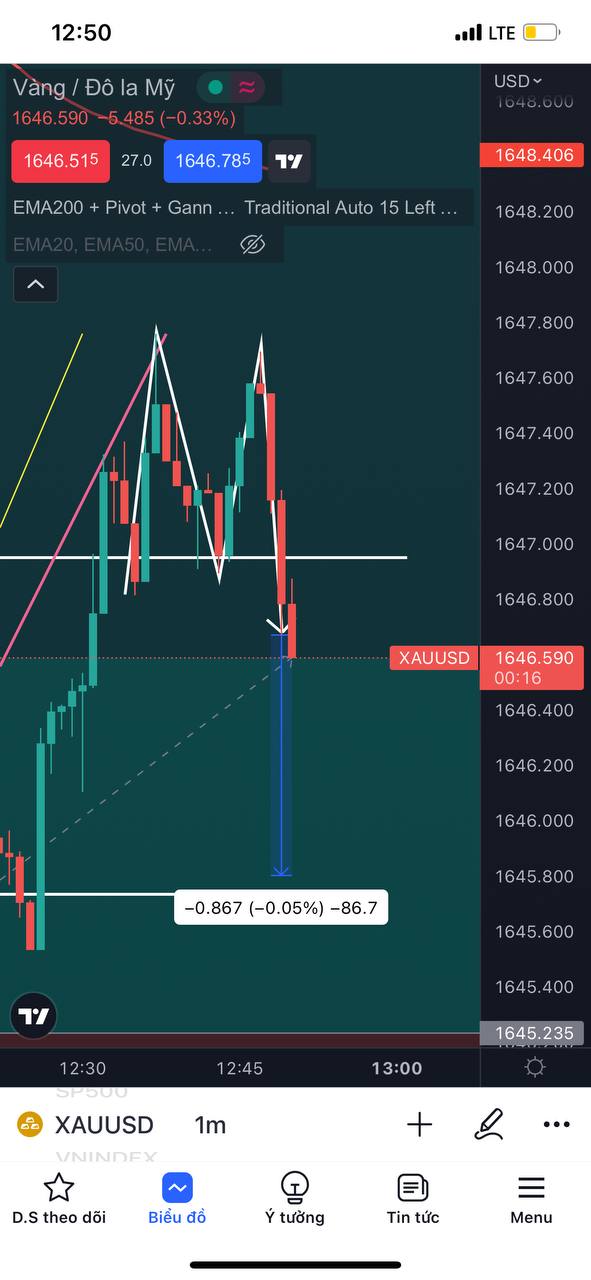 12:50
LTE
Vàng / Đô la Mỹ
USD
1648.600
1646.590 −5.485 (−0.33%)
1646.515
27.0
1646.785
1648.406
EMA200 + Pivot + Gann ...
Traditional Auto 15 Left ...
1648.200
EMA20, EMA50, EMA...
1648.000
1647.800
1647.600
1647.400
1647.200
1647.000
1646.800
XAUUSD
1646.590
00:16
1646.400
1646.200
1646.000
1645.800
−0.867 (−0.05%) −86.7
1645.600
1645.400
1645.235
12:30
12:45
13:00
SP500
XAUUSD
1m
VNINDEX
D.S theo dõi
Biểu đồ
Ý tưởng
Tin tức
Menu